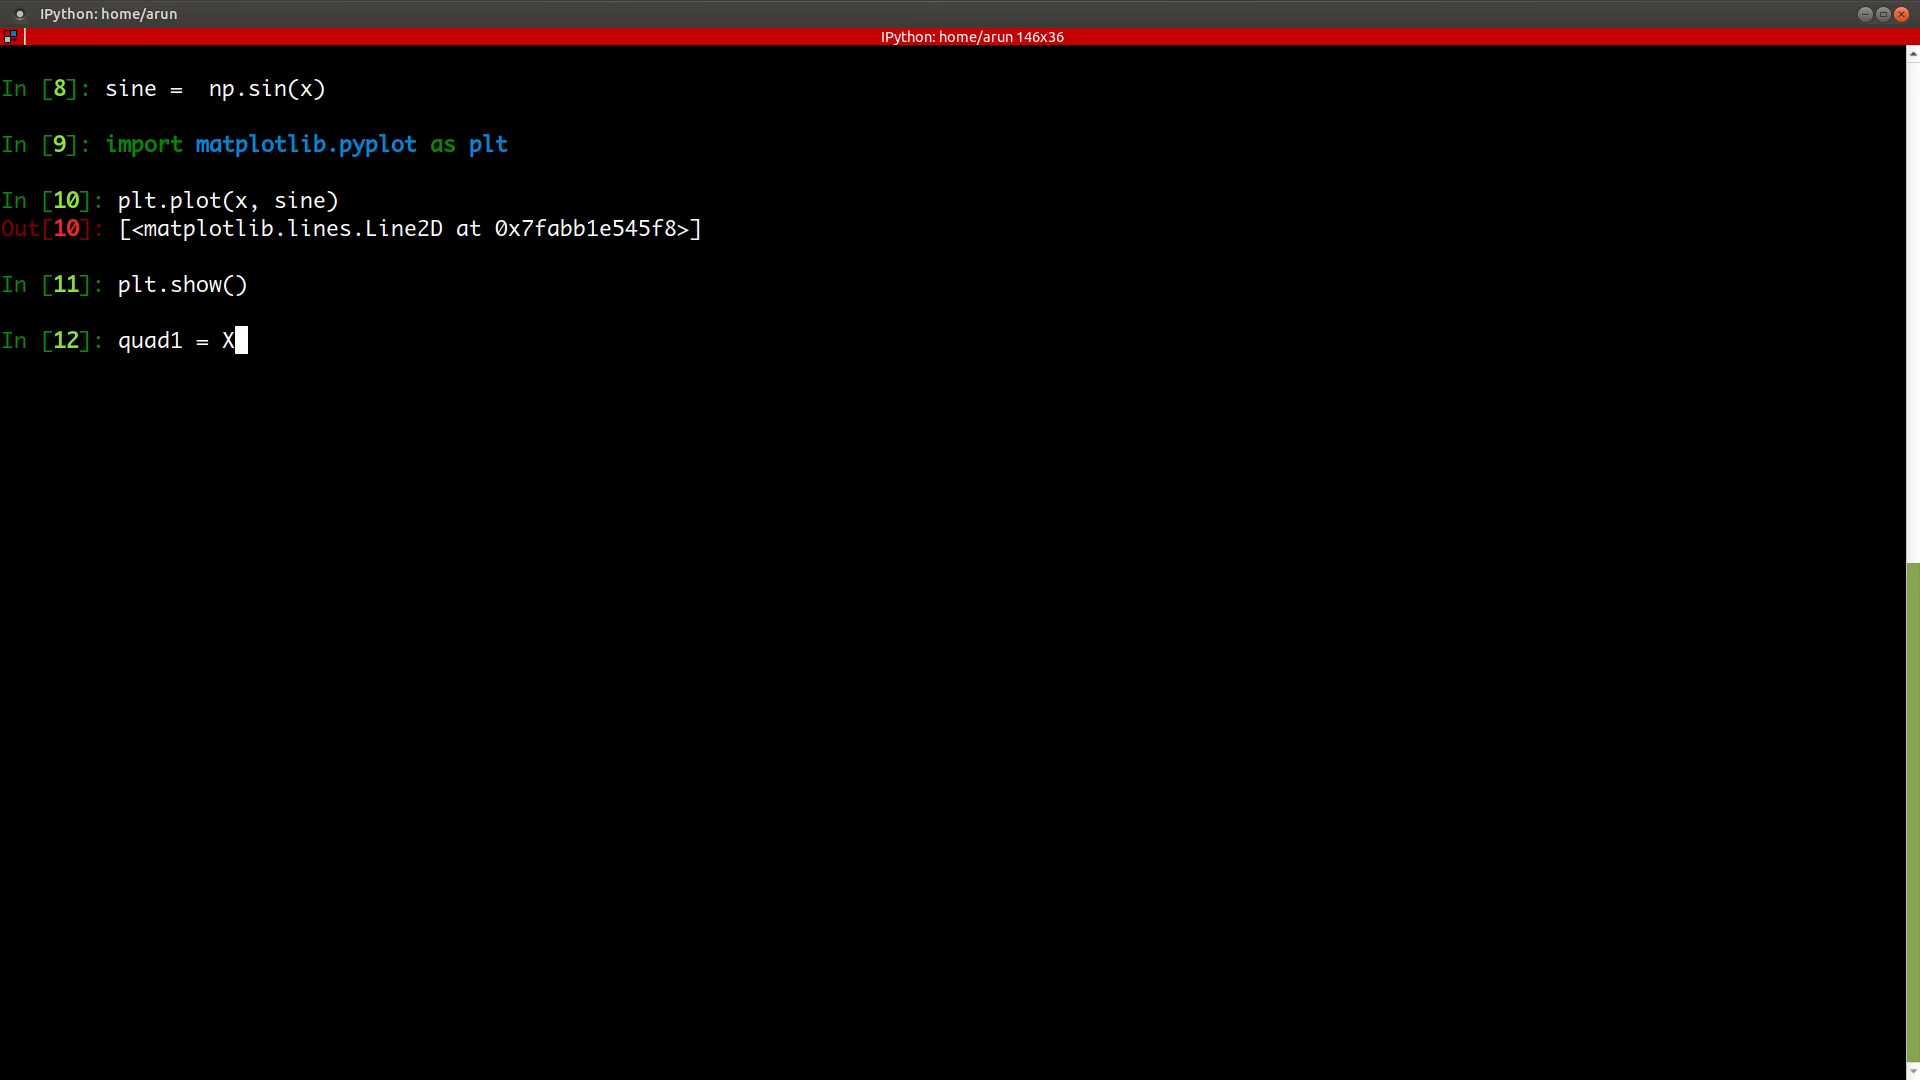 IPython: home/arun
IPython: home/arun 146x36
In [8]: sine =  np.sin(x)
In [9]: import matplotlib.pyplot as plt
In [10]: plt.plot(x, sine)
Out[10]: [<matplotlib.lines.Line2D at 0x7fabb1e545f8>]
In [11]: plt.show()
In [12]: quad1 = X